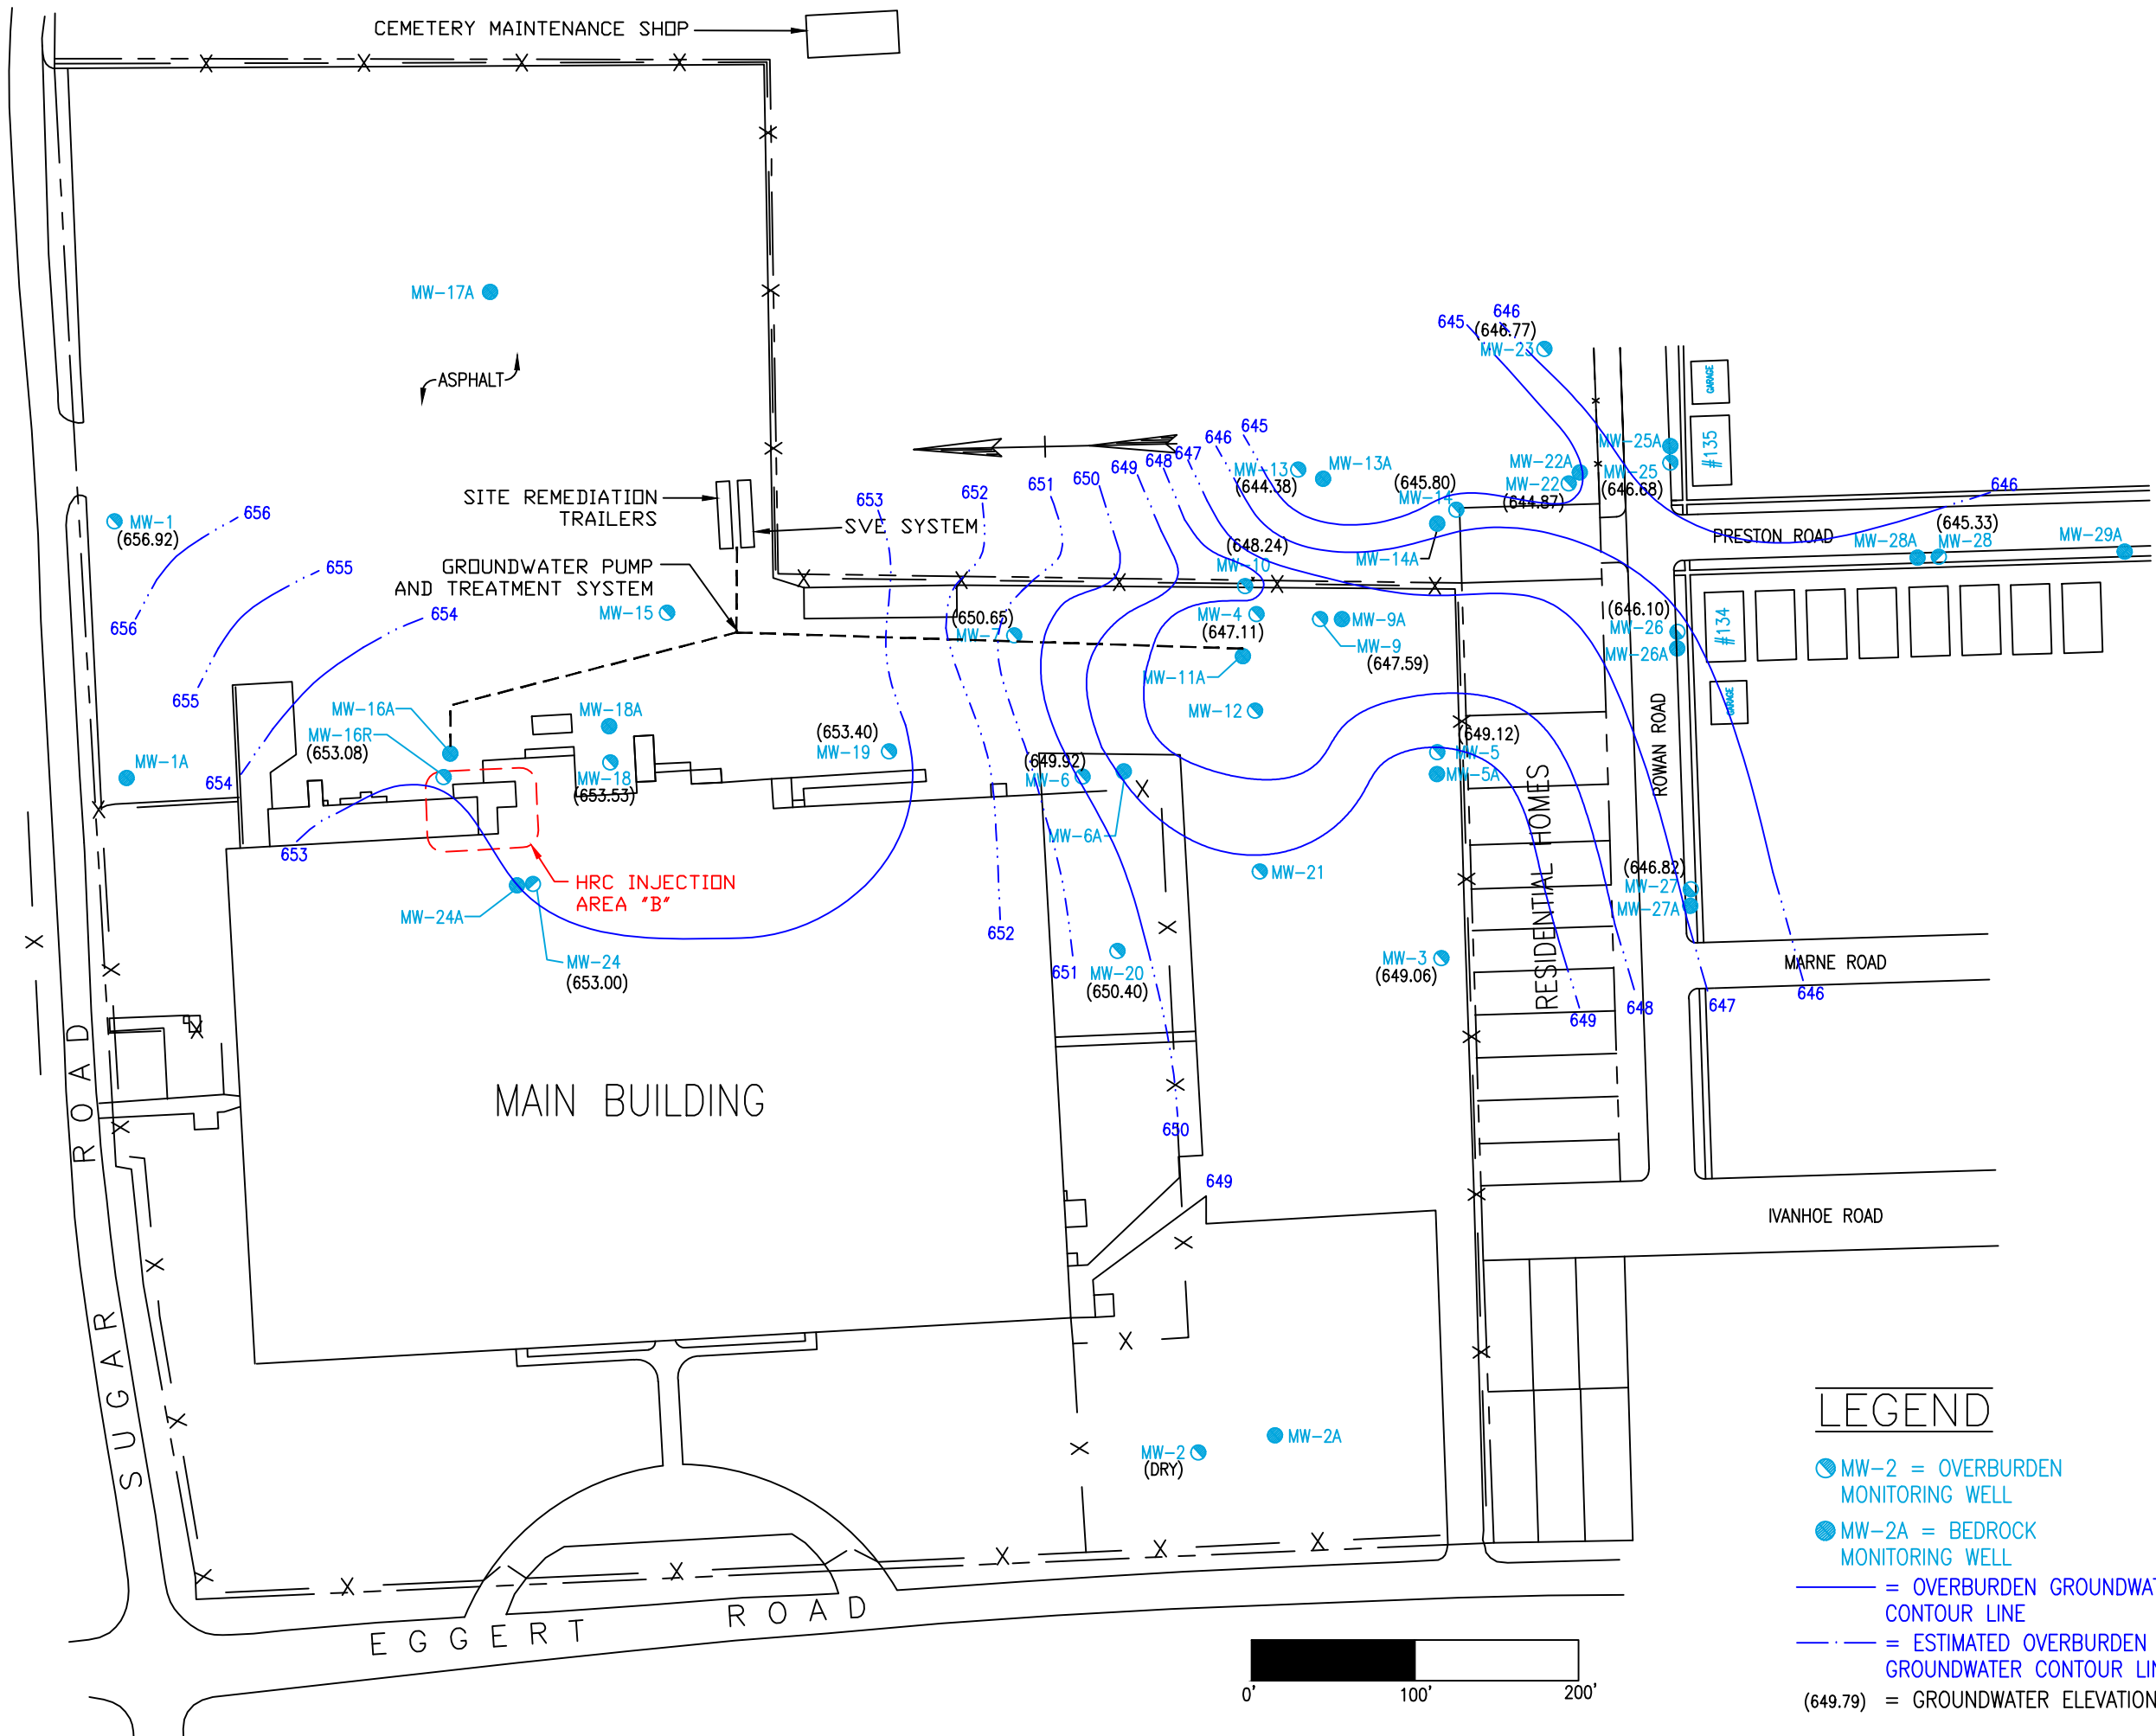 CEMETERY MAINTENANCE SHOP
MW-17A
ASPHALT
645
646
(646.77)
MW-23
GARAGE
#135
MW-25A
MW-25
(646.68)
MW-22A
MW-22
(644.87)
645
646
647
648
649
650
651
652
653
MW-13
(644.38)
MW-13A
(645.80)
MW-14
MW-14A
646
SITE REMEDIATION
TRAILERS
SVE SYSTEM
MW-1
(656.92)
656
656
655
655
654
654
GROUNDWATER PUMP
AND TREATMENT SYSTEM
MW-15
(650.65)
MW-7
(648.24)
MW-10
MW-4
(647.11)
MW-9A
MW-9
(647.59)
MW-11A
MW-12
PRESTON ROAD
(645.33)
MW-28A
MW-28
MW-29A
(646.10)
MW-26
MW-26A
#134
GARAGE
ROWAN ROAD
MW-1A
MW-16A
MW-16R
(653.08)
MW-18A
MW-18
(653.53)
(653.40)
MW-19
(649.92)
MW-6
MW-6A
(649.12)
MW-5
MW-5A
RESIDENTIAL HOMES
653
HRC INJECTION
AREA "B"
MW-24A
MW-24
(653.00)
652
651
MW-20
(650.40)
MW-21
MW-3
(649.06)
(646.82)
MW-27
MW-27A
MARNE ROAD
649
648
647
646
MAIN BUILDING
650
649
IVANHOE ROAD
SUGAR ROAD
MW-2
(DRY)
MW-2A
EGGERT ROAD
0'
100'
200'
LEGEND
MW-2 = OVERBURDEN
MONITORING WELL
MW-2A = BEDROCK
MONITORING WELL
= OVERBURDEN GROUNDWAT
CONTOUR LINE
= ESTIMATED OVERBURDEN
GROUNDWATER CONTOUR LIN
(649.79) = GROUNDWATER ELEVATION